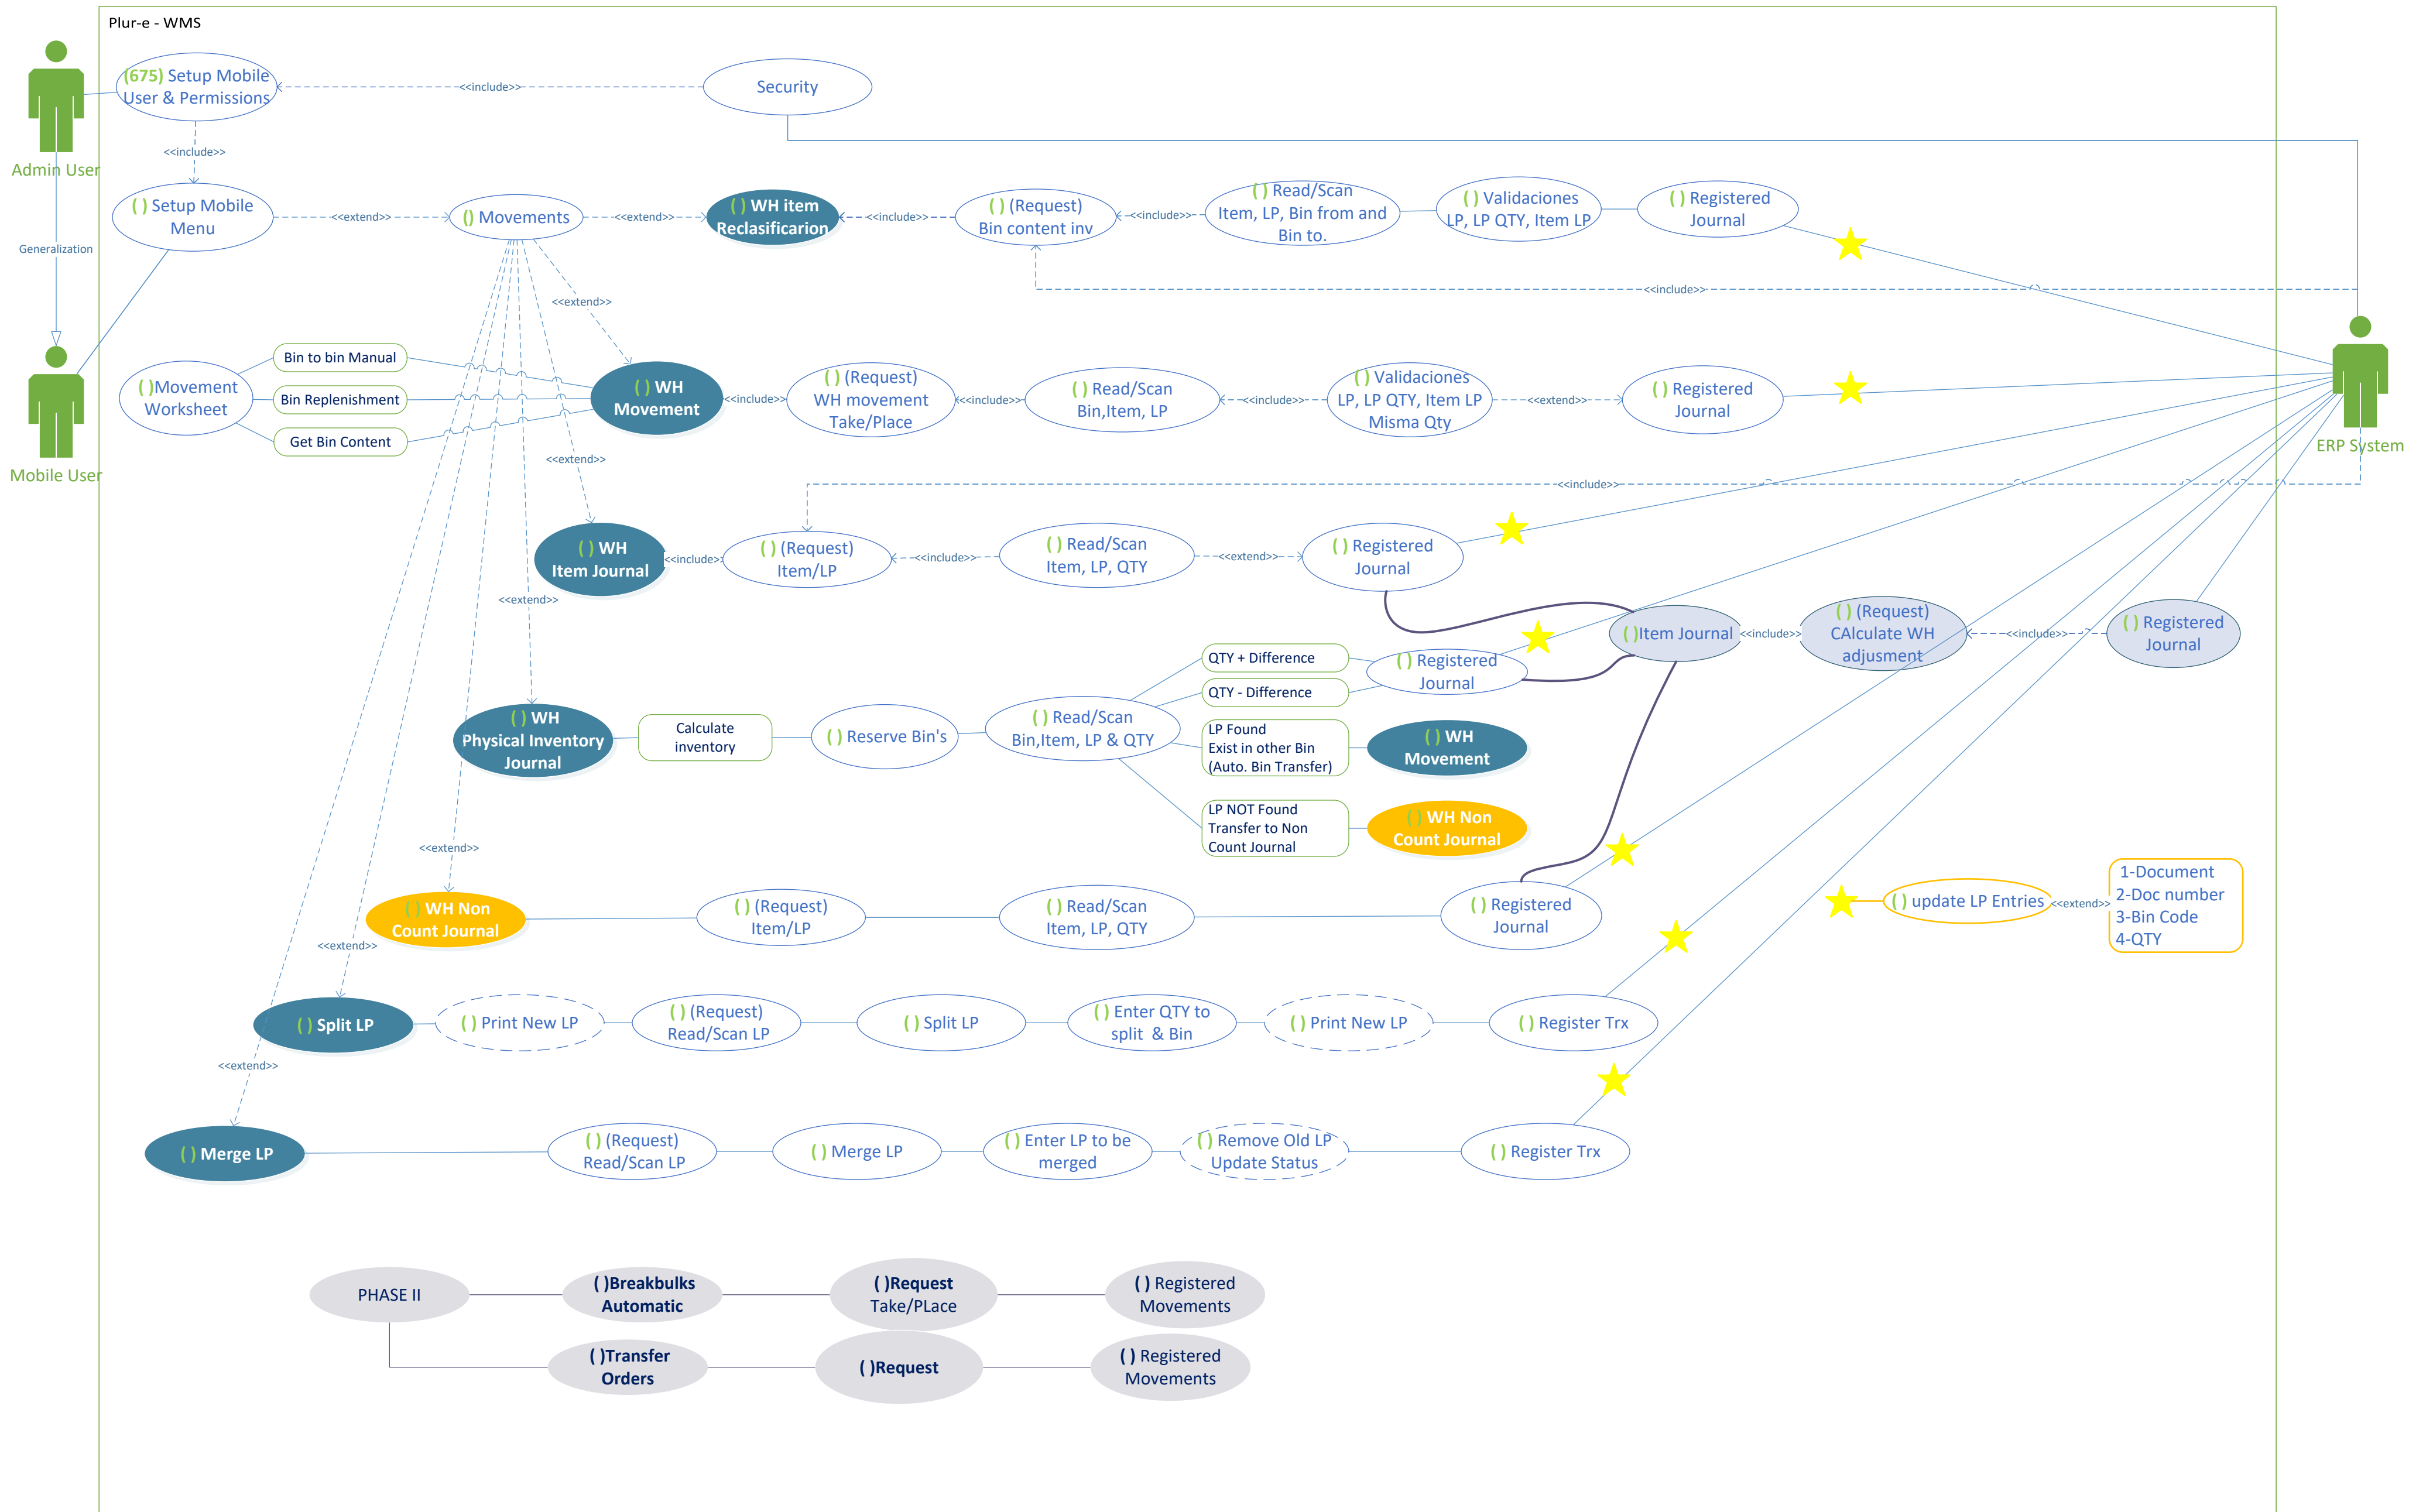 Plur-e - WMS
(675) Setup Mobile
User & Permissions
<<include>>
Security
Admin User
<<include>>
( ) Setup Mobile
Menu
<<extend>>
() Movements
<<extend>>
( ) WH item
Reclasificarion
<<include>>
( ) (Request)
Bin content inv
<<include>>
( ) Read/Scan
Item, LP, Bin from and
Bin to.
( ) Validaciones
LP, LP QTY, Item LP
( ) Registered
Journal
Generalization
<<include>>
<<extend>>
Mobile User
ERP System
( )Movement
Worksheet
Bin to bin Manual
Bin Replenishment
Get Bin Content
( ) WH
Movement
<<include>>
( ) (Request)
WH movement
Take/Place
<<include>>
( ) Read/Scan
Bin,Item, LP
<<include>>
( ) Validaciones
LP, LP QTY, Item LP
Misma Qty
<<extend>>
( ) Registered
Journal
<<extend>>
<<include>>
( ) WH
Item Journal
<<include>>
( ) (Request)
Item/LP
<<include>>
( ) Read/Scan
Item, LP, QTY
<<extend>>
( ) Registered
Journal
<<extend>>
( )Item Journal
<<include>>
( ) (Request)
CAlculate WH
adjusment
<<include>>
( ) Registered
Journal
( ) WH
Physical Inventory
Journal
Calculate
inventory
( ) Reserve Bin's
( ) Read/Scan
Bin,Item, LP & QTY
QTY + Difference
QTY - Difference
( ) Registered
Journal
LP Found
Exist in other Bin
(Auto. Bin Transfer)
( ) WH
Movement
LP NOT Found
Transfer to Non
Count Journal
( ) WH Non
Count Journal
<<extend>>
( ) WH Non
Count Journal
( ) (Request)
Item/LP
( ) Read/Scan
Item, LP, QTY
( ) Registered
Journal
( ) update LP Entries
<<extend>>
1-Document
2-Doc number
3-Bin Code
4-QTY
<<extend>>
( ) Split LP
( ) Print New LP
( ) (Request)
Read/Scan LP
( ) Split LP
( ) Enter QTY to
split & Bin
( ) Print New LP
( ) Register Trx
<<extend>>
( ) Merge LP
( ) (Request)
Read/Scan LP
( ) Merge LP
( ) Enter LP to be
merged
( ) Remove Old LP
Update Status
( ) Register Trx
PHASE II
( )Breakbulks
Automatic
( )Request
Take/PLace
( ) Registered
Movements
( )Transfer
Orders
( )Request
( ) Registered
Movements